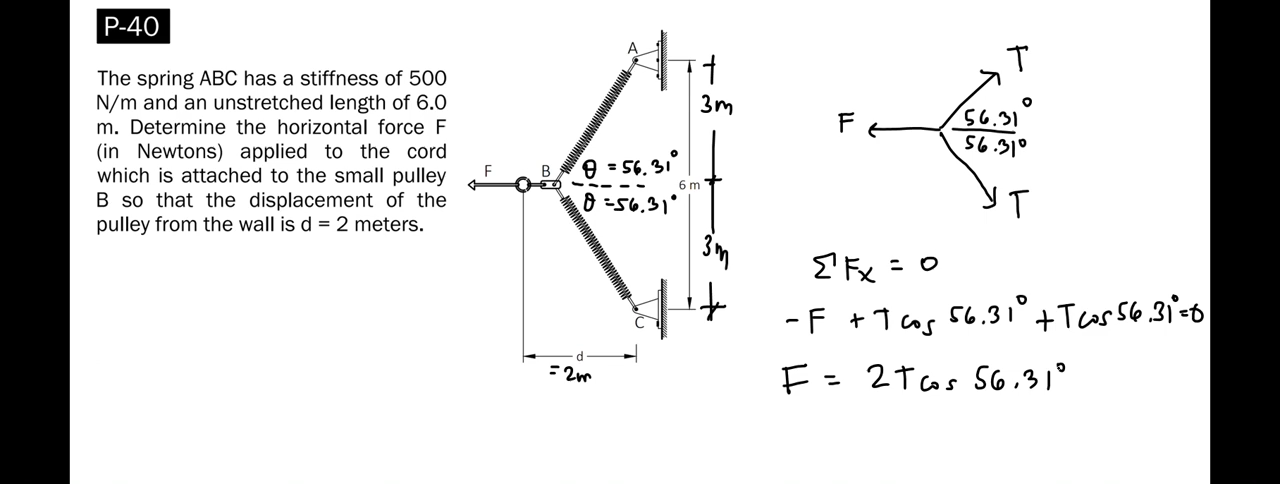 P-40
The spring ABC has a stiffness of 500
N/m and an unstretched length of 6.0
m. Determine the horizontal force F
(in Newtons) applied to the cord
which is attached to the small pulley
B so that the displacement of the
pulley from the wall is d = 2 meters.
A
3m
F
B
θ = 56.31°
6 m
θ = 56.31°
3m
C
d
= 2m
T
F
56.31°
56.31°
T
Σ Fx = 0
- F + T cos 56.31° + T cos 56.31° = 0
F = 2T cos 56.31°